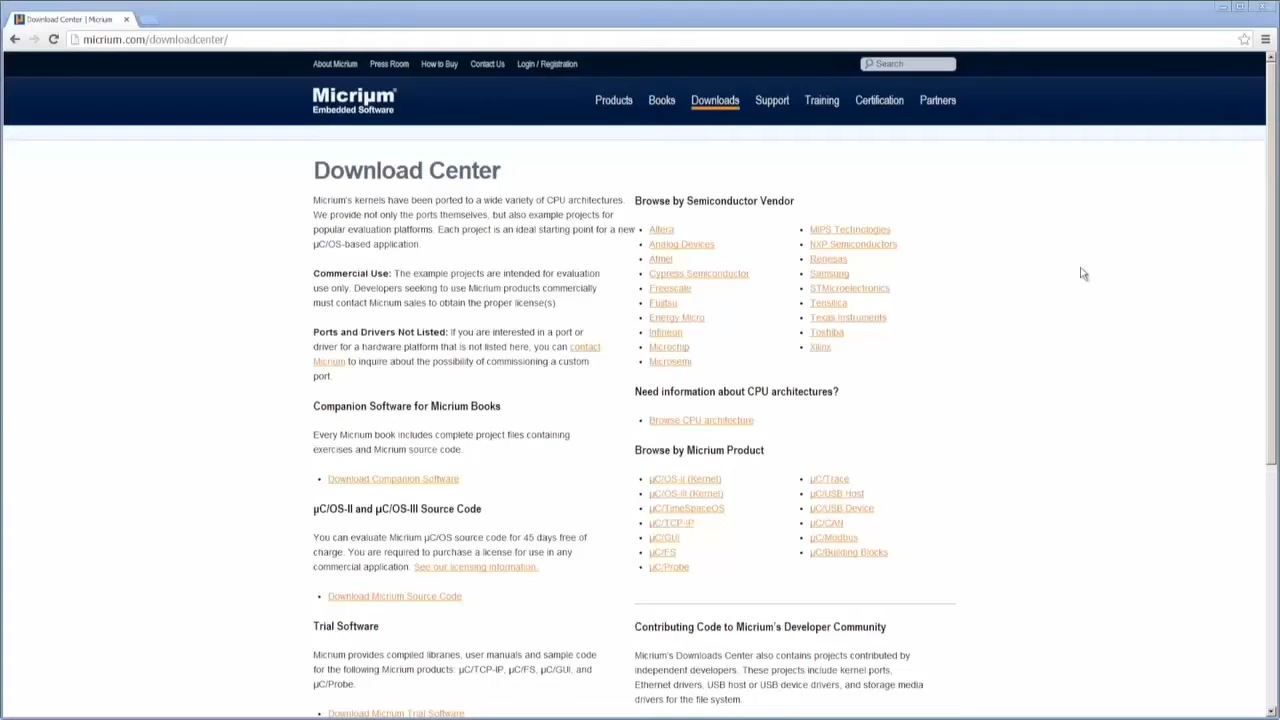 Download Center | Micrium
micrium.com/downloadcenter/
About Micrium Press Room How to Buy Contact Us Login / Registration
Search
Micriµm
Embedded Software
Products Books Downloads Support Training Certification Partners
Download Center
Micrium's kernels have been ported to a wide variety of CPU architectures.
We provide not only the ports themselves, but also example projects for
popular evaluation platforms. Each project is an ideal starting point for a new
µC/OS-based application.
Commercial Use: The example projects are intended for evaluation
use only. Developers seeking to use Micrium products commercially
must contact Micrium sales to obtain the proper license(s).
Ports and Drivers Not Listed: If you are interested in a port or
driver for a hardware platform that is not listed here, you can contact
Micrium to inquire about the possibility of commissioning a custom
port.
Companion Software for Micrium Books
Every Micrium book includes complete project files containing
exercises and Micrium source code.
Download Companion Software
µC/OS-II and µC/OS-III Source Code
You can evaluate Micrium µC/OS source code for 45 days free of
charge. You are required to purchase a license for use in any
commercial application. See our licensing information.
Download Micrium Source Code
Trial Software
Micrium provides compiled libraries, user manuals and sample code
for the following Micrium products: µC/TCP-IP, µC/FS, µC/GUI, and
µC/Probe.
Download Micrium Trial Software
Browse by Semiconductor Vendor
Altera
Analog Devices
Atmel
Cypress Semiconductor
Freescale
Fujitsu
Energy Micro
Infineon
Microchip
Microsemi
MIPS Technologies
NXP Semiconductors
Renesas
Samsung
STMicroelectronics
Tensilica
Texas Instruments
Toshiba
Xilinx
Need information about CPU architectures?
Browse CPU architecture
Browse by Micrium Product
µC/OS-II (Kernel)
µC/OS-III (Kernel)
µC/TimeSpaceOS
µC/TCP-IP
µC/GUI
µC/FS
µC/Probe
µC/Trace
µC/USB Host
µC/USB Device
µC/CAN
µC/Modbus
µC/Building Blocks
Contributing Code to Micrium's Developer Community
Micrium's Downloads Center also contains projects contributed by
independent developers. These projects include kernel ports,
Ethernet drivers, USB host or USB device drivers, and storage media
drivers for the file system.